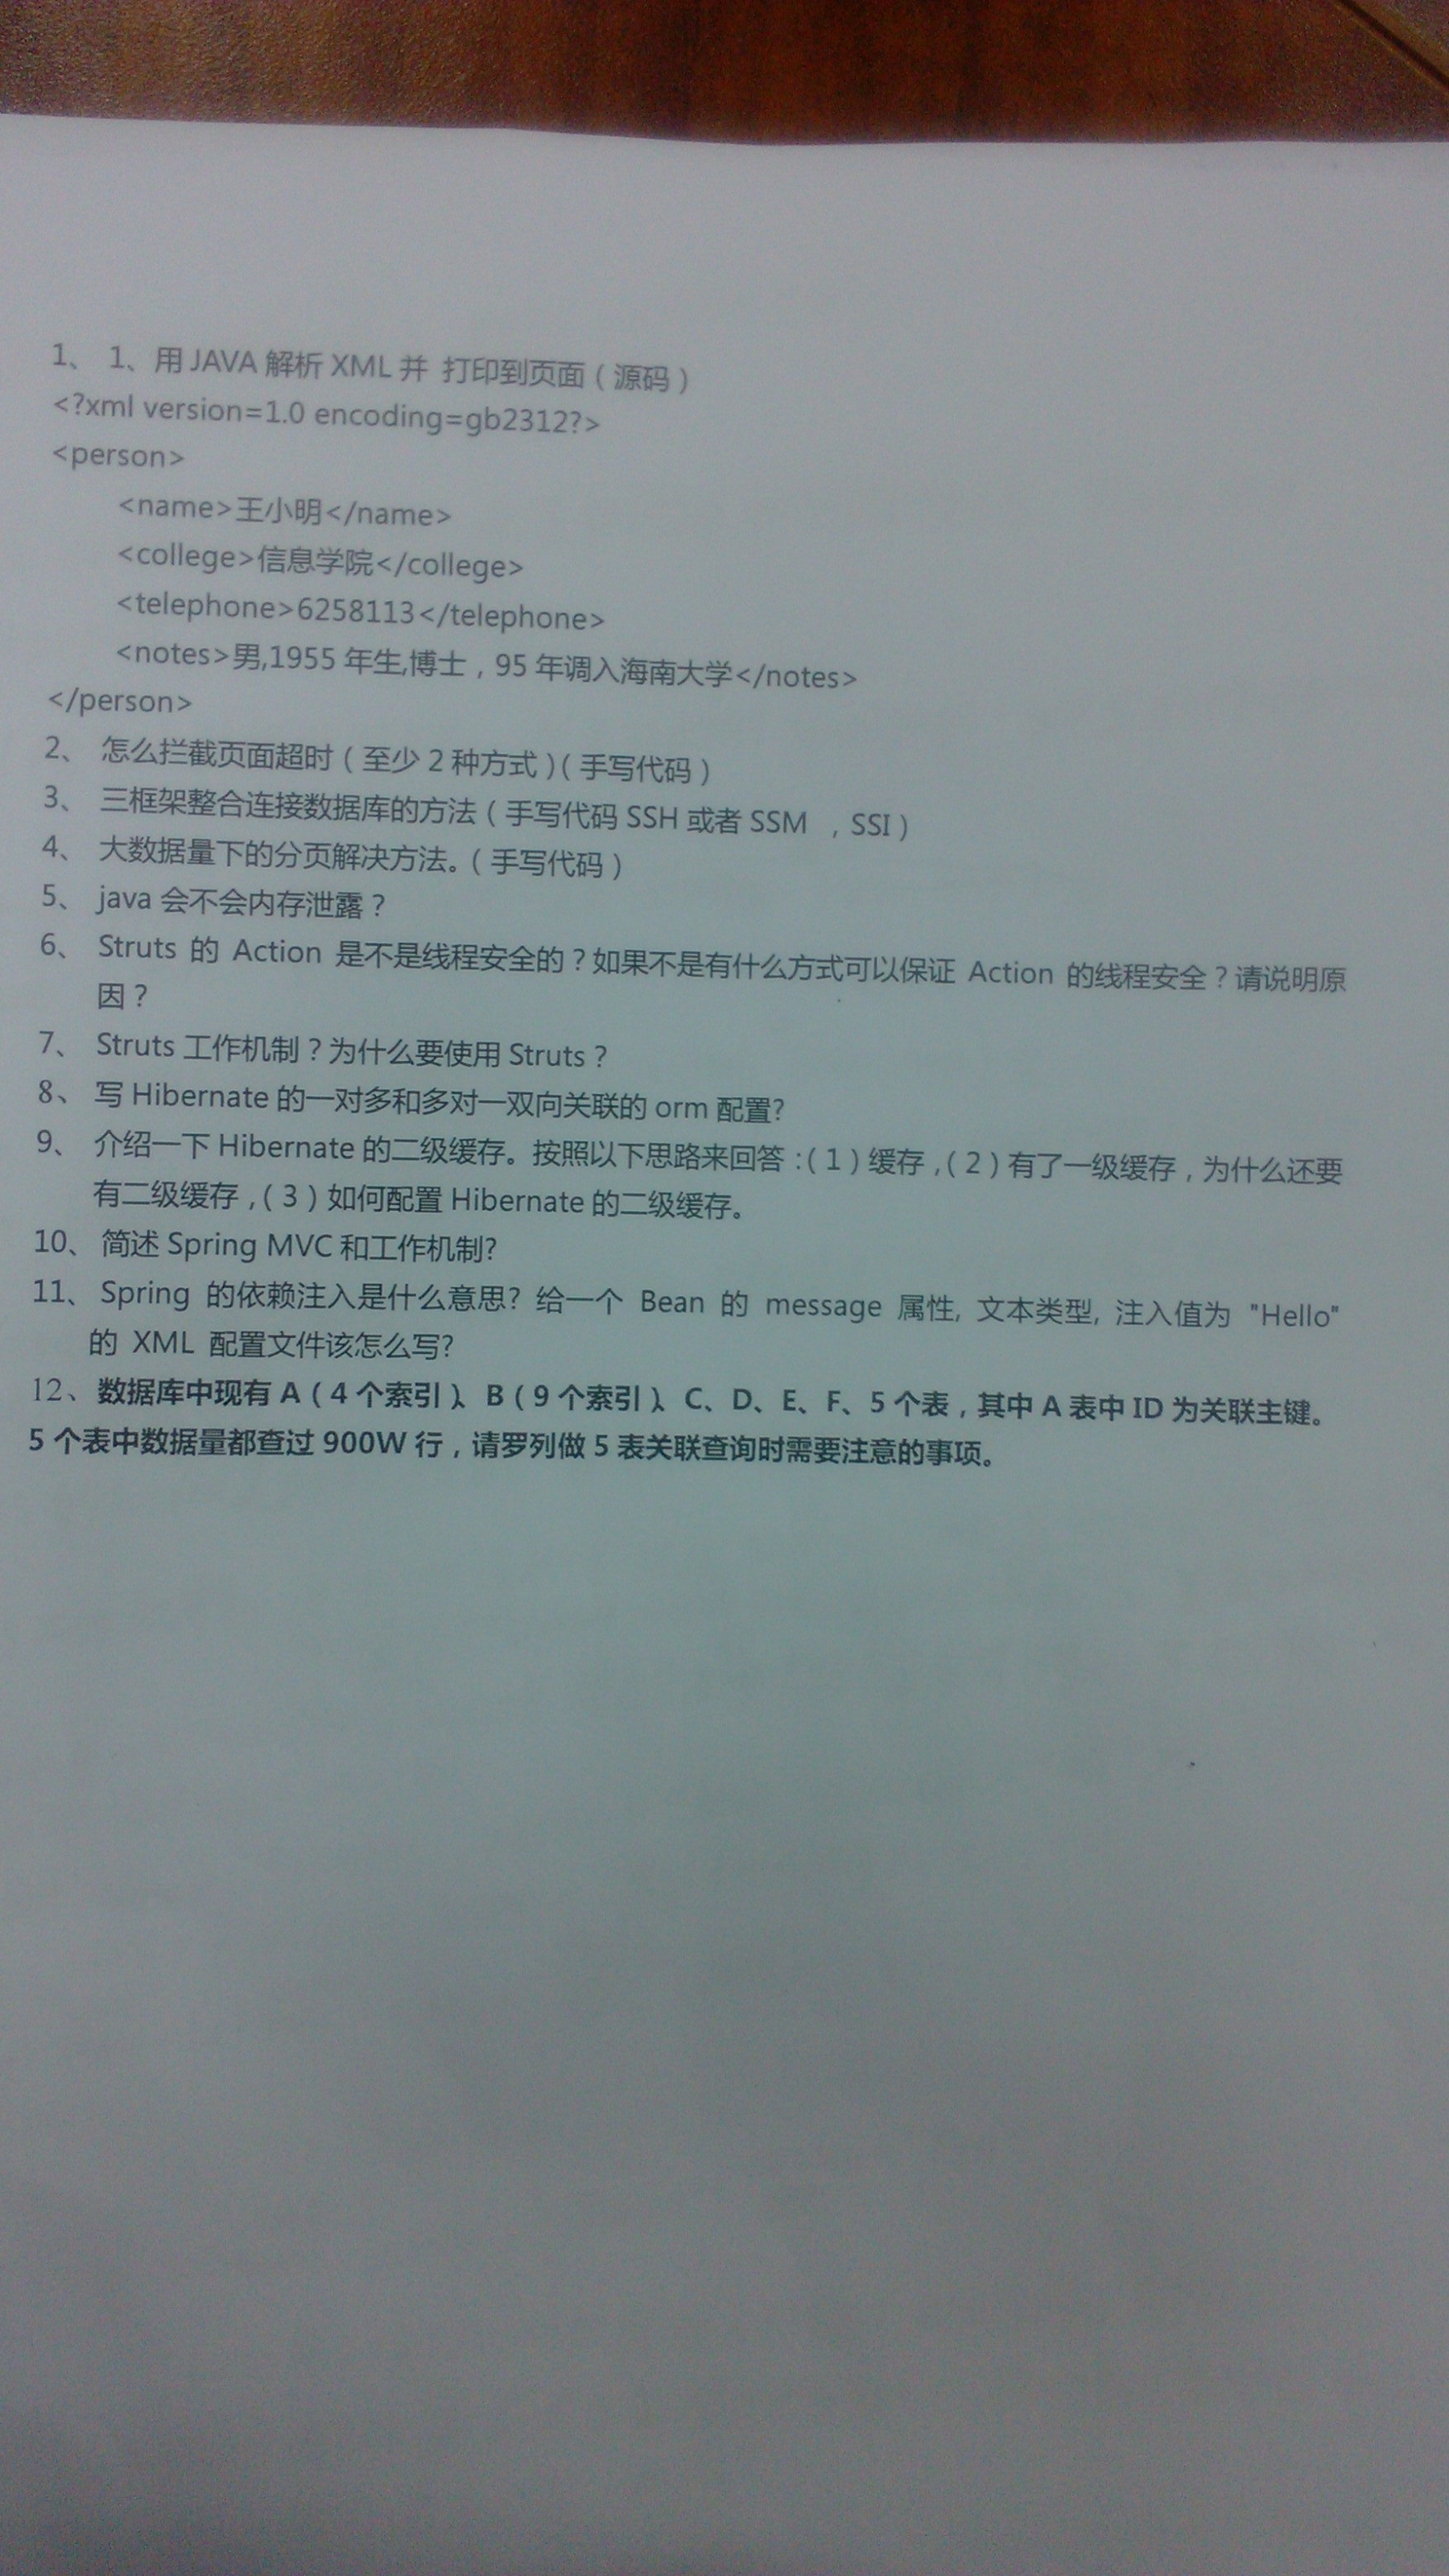 1、 1、用 JAVA 解析 XML 并 打印到页面（源码）
<?xml version=1.0 encoding=gb2312?>
<person>
<name>王小明</name>
<college>信息学院</college>
<telephone>6258113</telephone>
<notes>男,1955 年生,博士，95 年调入海南大学</notes>
</person>
2、 怎么拦截页面超时（至少 2 种方式）（手写代码）
3、 三框架整合连接数据库的方法（手写代码 SSH 或者 SSM ，SSI）
4、 大数据量下的分页解决方法。（手写代码）
5、 java 会不会内存泄露？
6、 Struts 的 Action 是不是线程安全的？如果不是有什么方式可以保证 Action 的线程安全？请说明原
因？
7、 Struts 工作机制？为什么要使用 Struts？
8、 写 Hibernate 的一对多和多对一双向关联的 orm 配置?
9、 介绍一下 Hibernate 的二级缓存。按照以下思路来回答：（1）缓存，（2）有了一级缓存，为什么还要
有二级缓存，（3）如何配置 Hibernate 的二级缓存。
10、 简述 Spring MVC 和工作机制?
11、 Spring 的依赖注入是什么意思? 给一个 Bean 的 message 属性, 文本类型, 注入值为 "Hello"
的 XML 配置文件该怎么写?
12、数据库中现有 A（4 个索引）、B（9 个索引）、C、D、E、F、5 个表，其中 A 表中 ID 为关联主键。
5 个表中数据量都查过 900W 行，请罗列做 5 表关联查询时需要注意的事项。